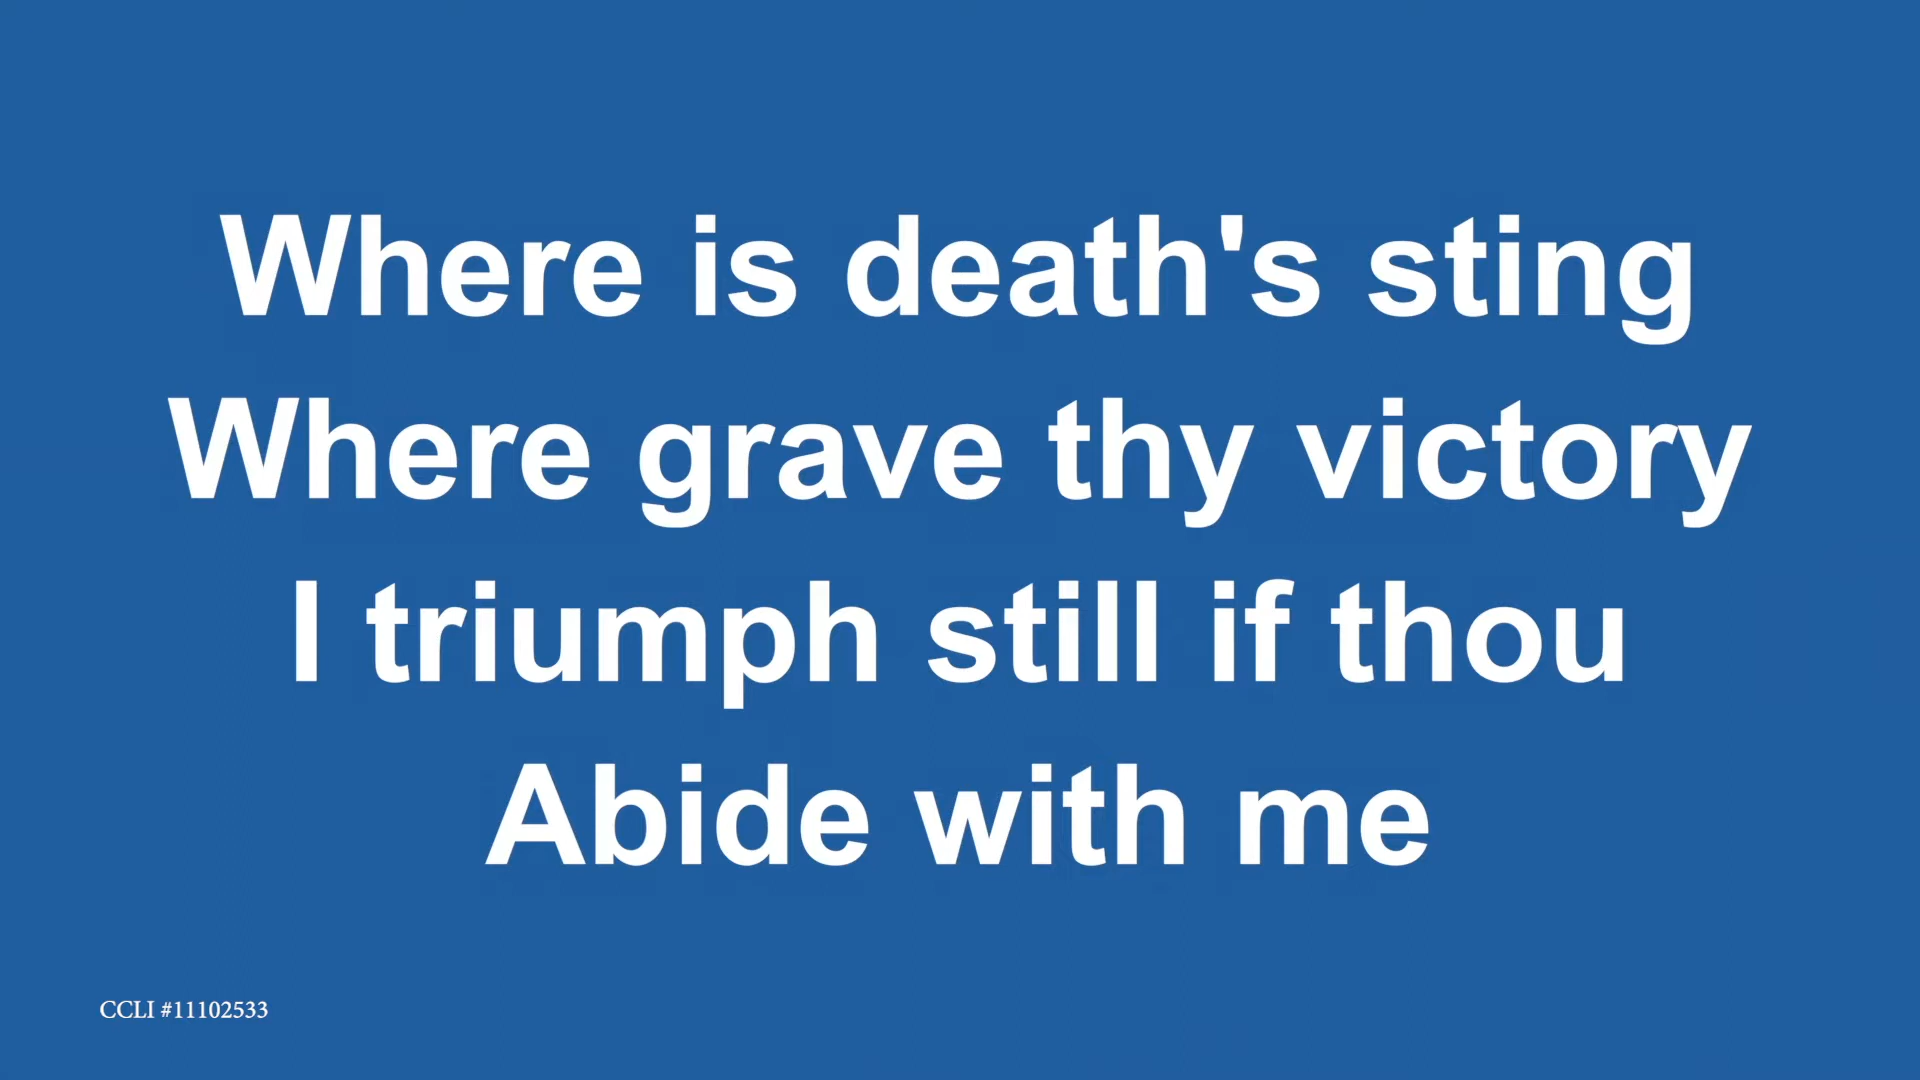 Where is death's sting
Where grave thy victory
I triumph still if thou
Abide with me
CCLI #11102533